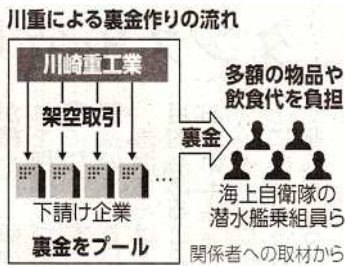 川重による裏金作りの流れ
川崎重工業
架空取引
…
下請け企業
裏金をプール
裏金
多額の物品や
飲食代を負担
海上自衛隊の
潜水艦乗組員ら
関係者への取材から